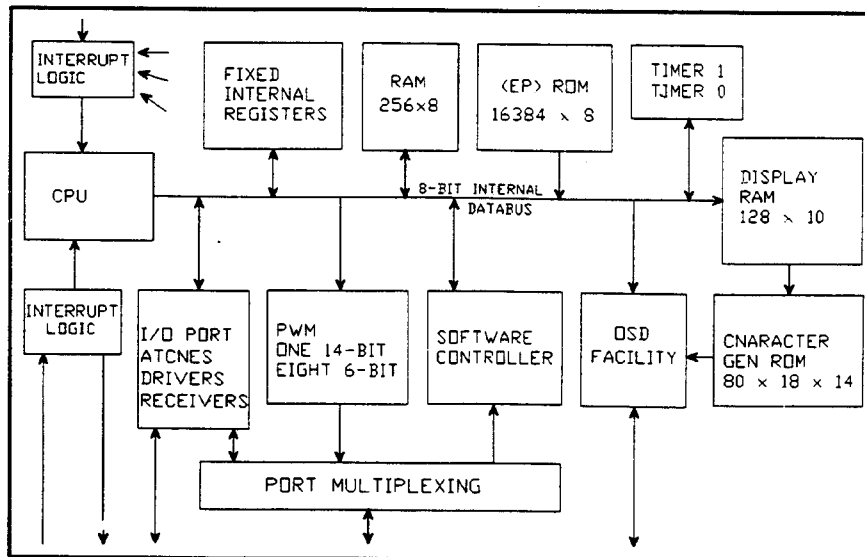 INTERRUPT
LOGIC
FIXED
INTERNAL
REGISTERS
RAM
256x8
(EP) ROM
16384 x 8
TIMER 1
TJMER 0
CPU
8-BIT INTERNAL
DATABUS
DISPLAY
RAM
128 x 10
INTERRUPT
LOGIC
I/O PORT
ATCNES
DRIVERS
RECEIVERS
PWM
ONE 14-BIT
EIGHT 6-BIT
SOFTWARE
CONTROLLER
OSD
FACILITY
CNARACTER
GEN ROM
80 x 18 x 14
PORT MULTIPLEXING